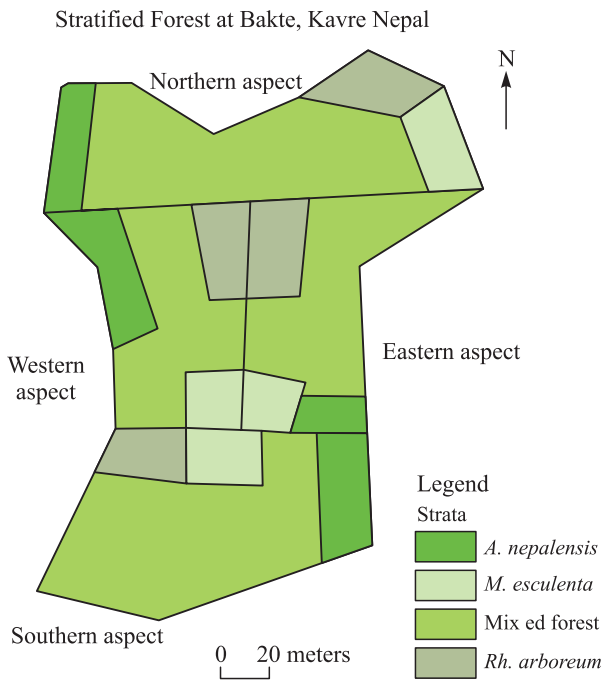 Stratified Forest at Bakte, Kavre Nepal
Northern aspect
N
Eastern aspect
Western
aspect
Legend
Strata
A. nepalensis
M. esculenta
Mix ed forest
Rh. arboreum
Southern aspect
0 20 meters